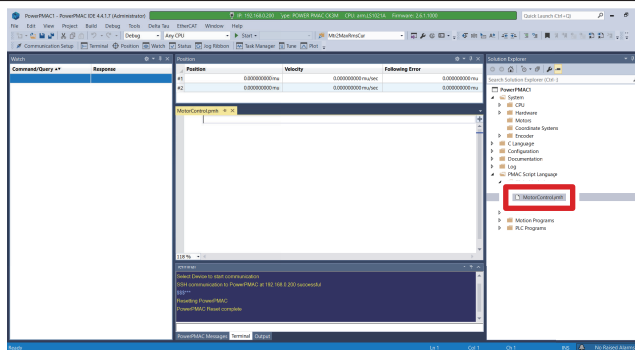 PowerPMAC1 - PowerPMAC IDE 4.4.1.7 (Administrator)
IP: 192.168.0.200 Type: POWER PMAC CK3M CPU: arm,LS1021A Firmware: 2.6.1.1000
Quick Launch (Ctrl+Q)
File Edit View Project Build Debug Tools Delta Tau EtherCAT Window Help
Debug Any CPU Start Mtr2MaxRmsCur
Communication Setup Terminal Position Watch Status Jog Ribbon Task Manager Tune Plot
Watch
Command/Query Response
Position
Position Velocity Following Error
#1 0.000000000 mu 0.000000000 mu/sec 0.000000000 mu
#2 0.000000000 mu 0.000000000 mu/sec 0.000000000 mu
MotorControl.pmh
118 %
Terminal
Select Device to start communication
SSH communication to PowerPMAC at 192.168.0.200 successful
$$$***
Resetting PowerPMAC
PowerPMAC Reset complete
PowerPMAC Messages Terminal Output
Solution Explorer
Search Solution Explorer (Ctrl+;)
PowerPMAC1
System
CPU
Hardware
Motors
Coordinate Systems
Encoder
C Language
Configuration
Documentation
Log
PMAC Script Language
MotorControl.pmh
Motion Programs
PLC Programs
Ready
Ln 1 Col 1 Ch 1 INS No Raised Alarms